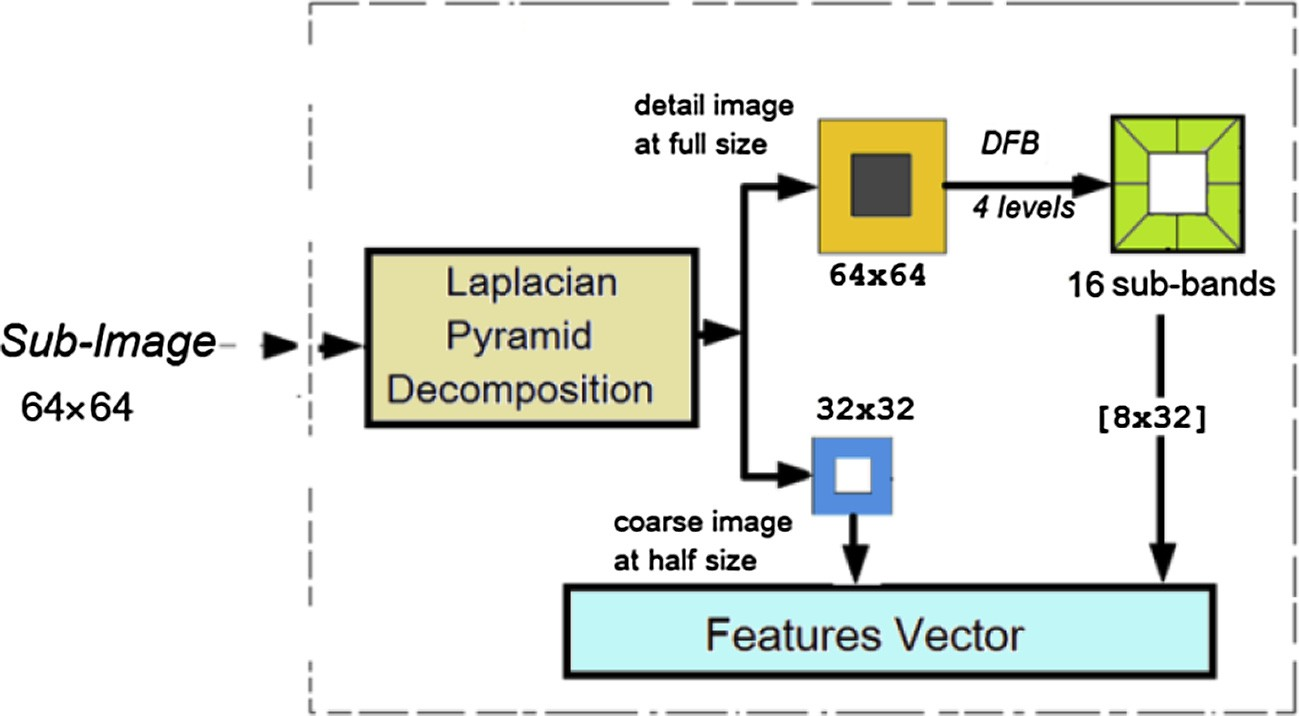 detail image
at full size
DFB
4 levels
64x64
16 sub-bands
Laplacian
Pyramid
Decomposition
Sub-Image
64×64
32x32
[8x32]
coarse image
at half size
Features Vector